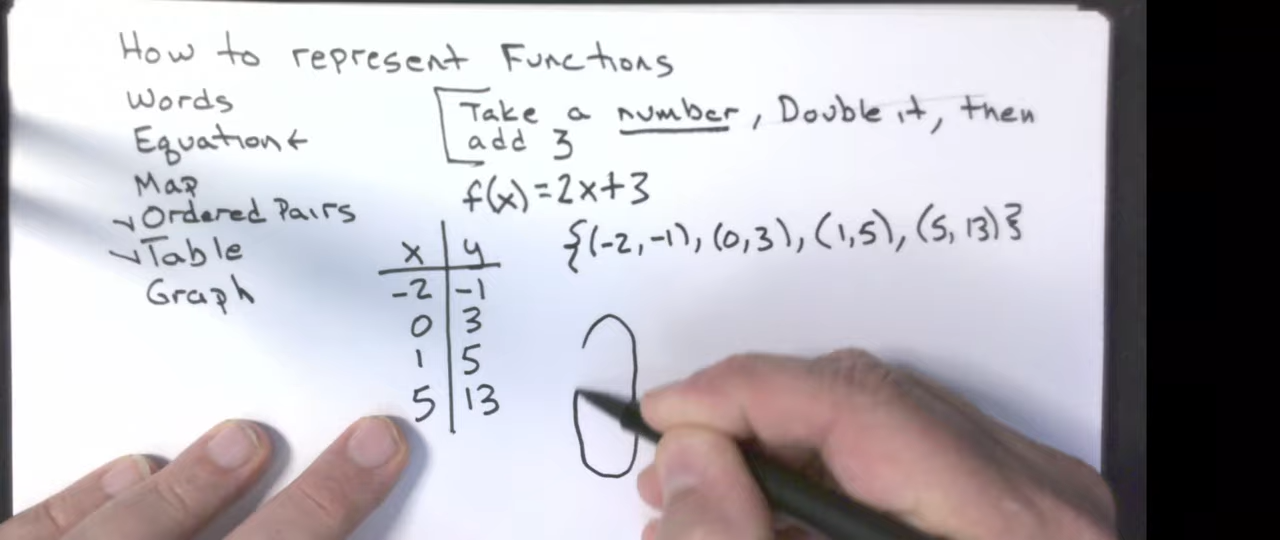 How to represent Functions
Words
Equation ←
Map
✓ Ordered Pairs
✓ Table
Graph
[Take a number, Double it, then
add 3
f(x)=2x+3
{(-2,-1), (0,3), (1,5), (5,13)}
x | y
-2 | -1
0 | 3
1 | 5
5 | 13